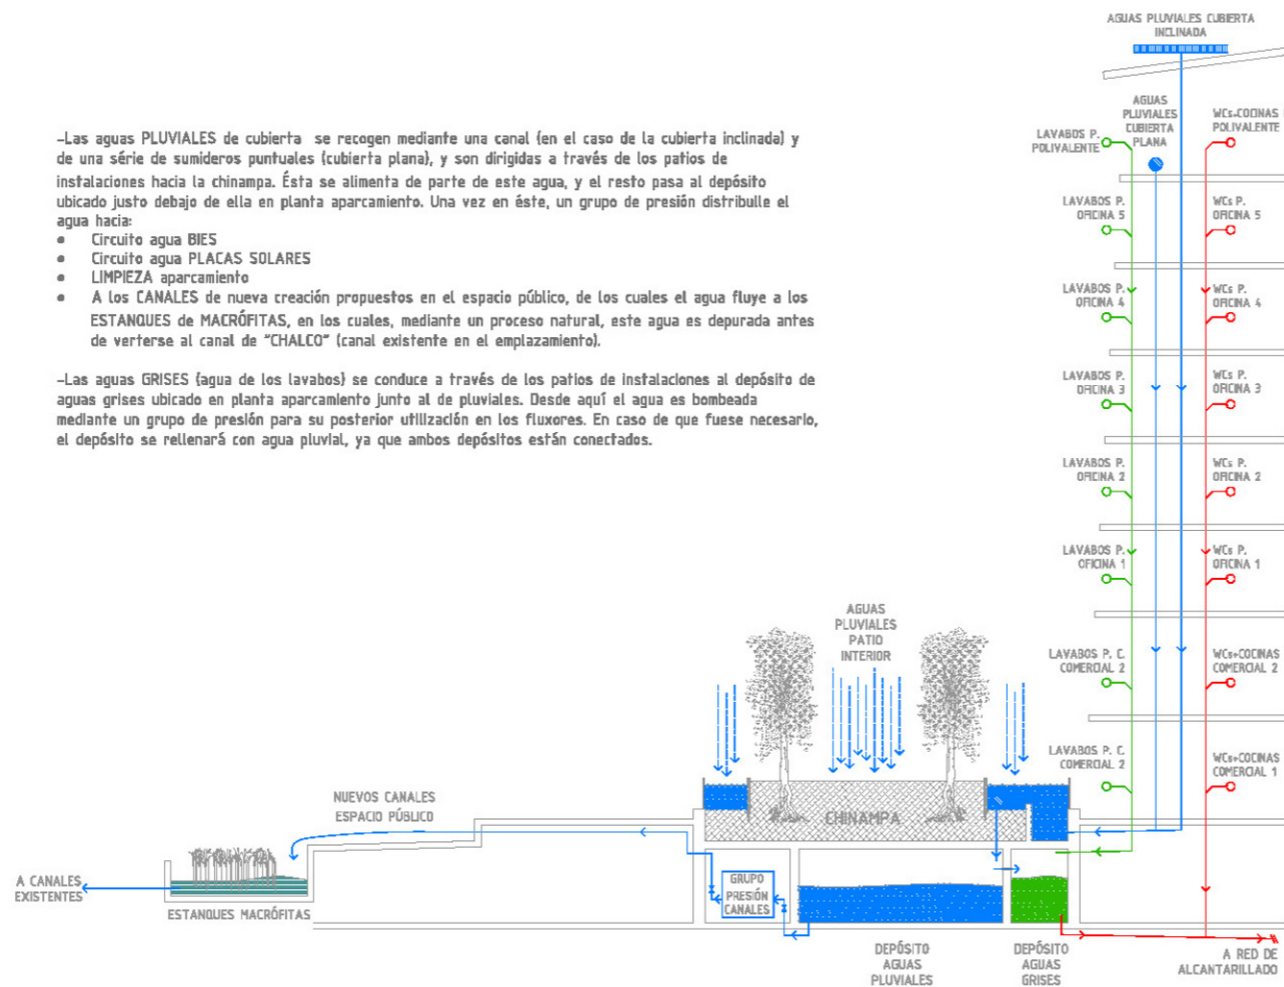 AGUAS PLUVIALES CUBIERTA
INCLINADA
AGUAS
PLUVIALES
CUBIERTA
PLANA
LAVABOS P.
POLIVALENTE
WCs+COCINAS
POLIVALENTE
-Las aguas PLUVIALES de cubierta se recogen mediante una canal (en el caso de la cubierta inclinada) y
de una série de sumideros puntuales (cubierta plana), y son dirigidas a través de los patios de
instalaciones hacia la chinampa. Ésta se alimenta de parte de este agua, y el resto pasa al depósito
ubicado justo debajo de ella en planta aparcamiento. Una vez en éste, un grupo de presión distribulle el
agua hacia:
• Circuito agua BIES
• Circuito agua PLACAS SOLARES
• LIMPIEZA aparcamiento
• A los CANALES de nueva creación propuestos en el espacio público, de los cuales el agua fluye a los
ESTANQUES de MACRÓFITAS, en los cuales, mediante un proceso natural, este agua es depurada antes
de verterse al canal de "CHALCO" (canal existente en el emplazamiento).
-Las aguas GRISES (agua de los lavabos) se conduce a través de los patios de instalaciones al depósito de
aguas grises ubicado en planta aparcamiento junto al de pluviales. Desde aquí el agua es bombeada
mediante un grupo de presión para su posterior utilización en los fluxores. En caso de que fuese necesario,
el depósito se rellenará con agua pluvial, ya que ambos depósitos están conectados.
LAVABOS P.
OFICINA 5
WCs P.
OFICINA 5
LAVABOS P.
OFICINA 4
WCs P.
OFICINA 4
LAVABOS P.
OFICINA 3
WCs P.
OFICINA 3
LAVABOS P.
OFICINA 2
WCs P.
OFICINA 2
LAVABOS P.
OFICINA 1
WCs P.
OFICINA 1
LAVABOS P. C.
COMERCIAL 2
WCs+COCINAS
COMERCIAL 2
LAVABOS P. C.
COMERCIAL 2
WCs+COCINAS
COMERCIAL 1
AGUAS
PLUVIALES
PATIO
INTERIOR
CHINAMPA
NUEVOS CANALES
ESPACIO PÚBLICO
A CANALES
EXISTENTES
ESTANQUES MACRÓFITAS
GRUPO
PRESIÓN
CANALES
DEPÓSITO
AGUAS
PLUVIALES
DEPÓSITO
AGUAS
GRISES
A RED DE
ALCANTARILLADO